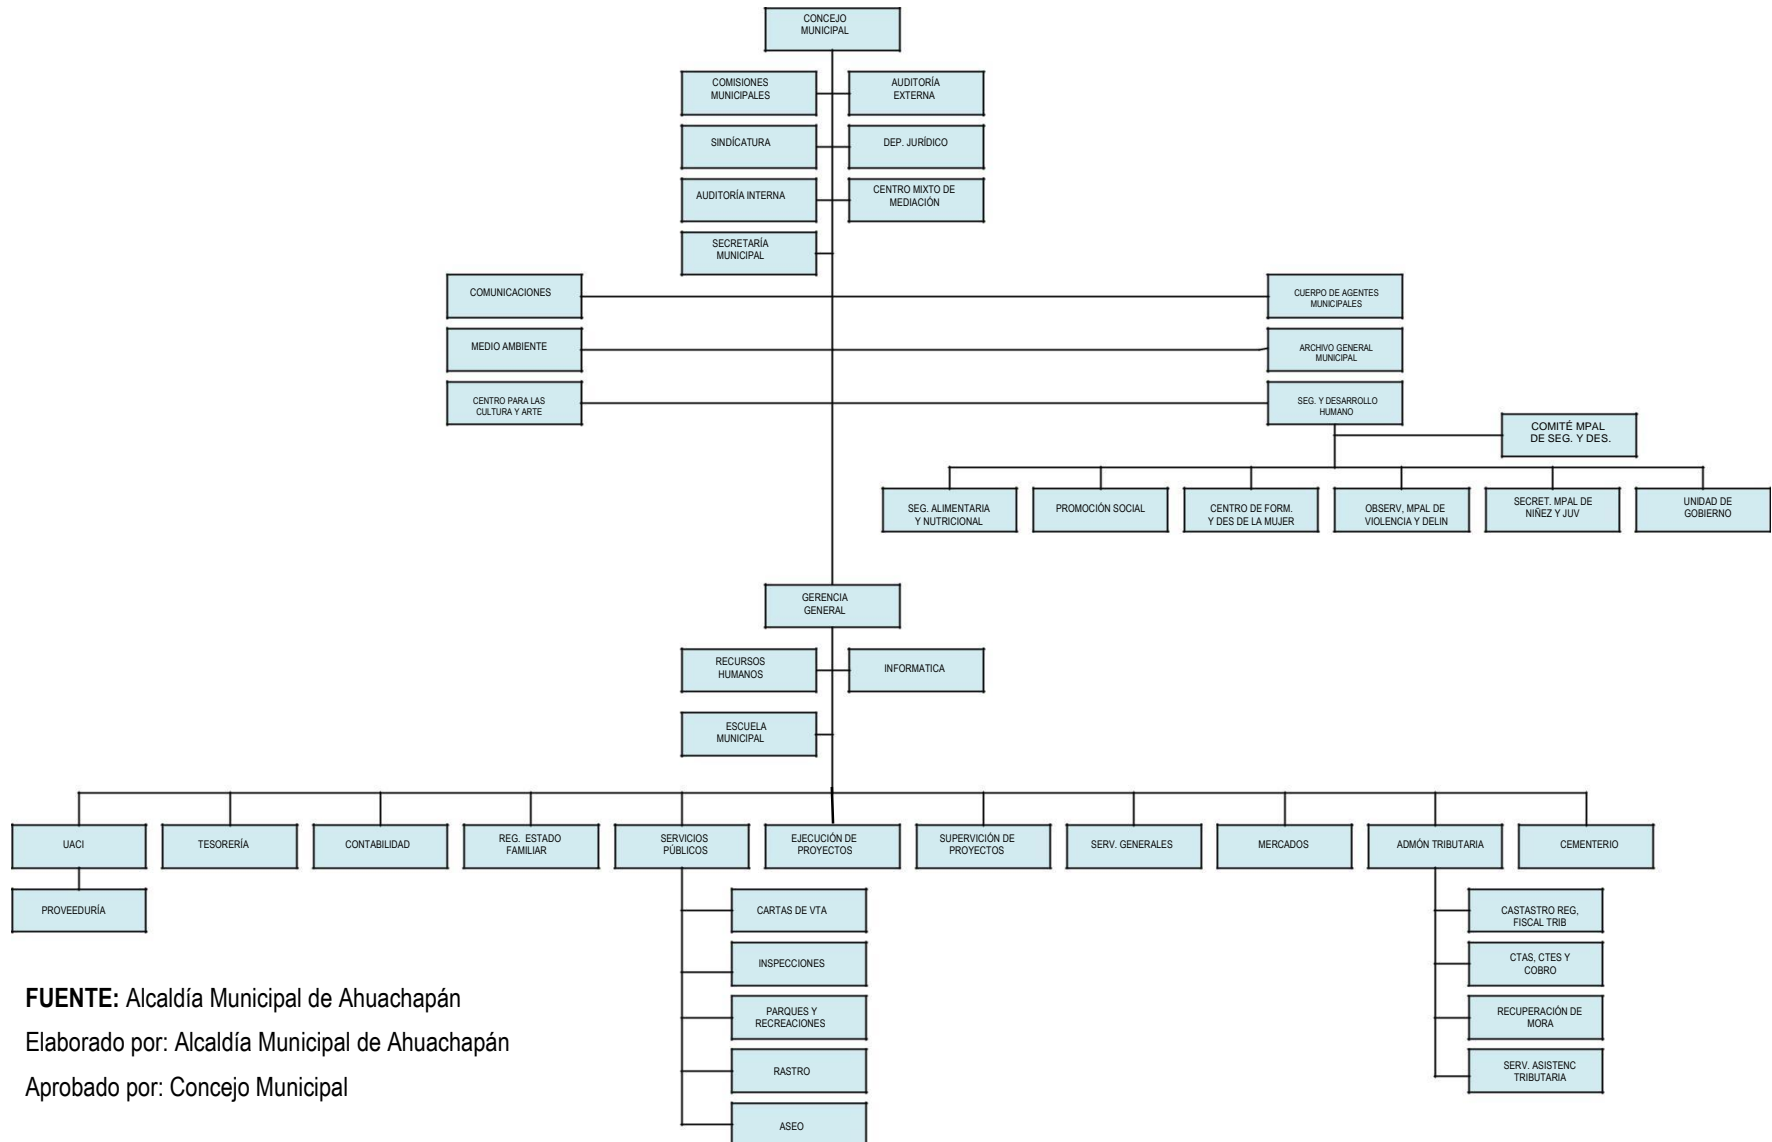 CONCEJO
MUNICIPAL
COMISIONES
MUNICIPALES
AUDITORÍA
EXTERNA
SINDÍCATURA
DEP. JURÍDICO
AUDITORÍA INTERNA
CENTRO MIXTO DE
MEDIACIÓN
SECRETARÍA
MUNICIPAL
COMUNICACIONES
CUERPO DE AGENTES
MUNICIPALES
MEDIO AMBIENTE
ARCHIVO GENERAL
MUNICIPAL
CENTRO PARA LAS
CULTURA Y ARTE
SEG. Y DESARROLLO
HUMANO
COMITÉ MPAL
DE SEG. Y DES.
SEG. ALIMENTARIA
Y NUTRICIONAL
PROMOCIÓN SOCIAL
CENTRO DE FORM.
Y DES DE LA MUJER
OBSERV, MPAL DE
VIOLENCIA Y DELIN
SECRET. MPAL DE
NIÑEZ Y JUV
UNIDAD DE
GOBIERNO
GERENCIA
GENERAL
RECURSOS
HUMANOS
INFORMATICA
ESCUELA
MUNICIPAL
UACI
TESORERÍA
CONTABILIDAD
REG. ESTADO
FAMILIAR
SERVICIOS
PÚBLICOS
EJECUCIÓN DE
PROYECTOS
SUPERVICIÓN DE
PROYECTOS
SERV. GENERALES
MERCADOS
ADMÓN TRIBUTARIA
CEMENTERIO
PROVEEDURÍA
CARTAS DE VTA
INSPECCIONES
PARQUES Y
RECREACIONES
RASTRO
ASEO
CASTASTRO REG,
FISCAL TRIB
CTAS, CTES Y
COBRO
RECUPERACIÓN DE
MORA
SERV. ASISTENC
TRIBUTARIA
FUENTE: Alcaldía Municipal de Ahuachapán
Elaborado por: Alcaldía Municipal de Ahuachapán
Aprobado por: Concejo Municipal